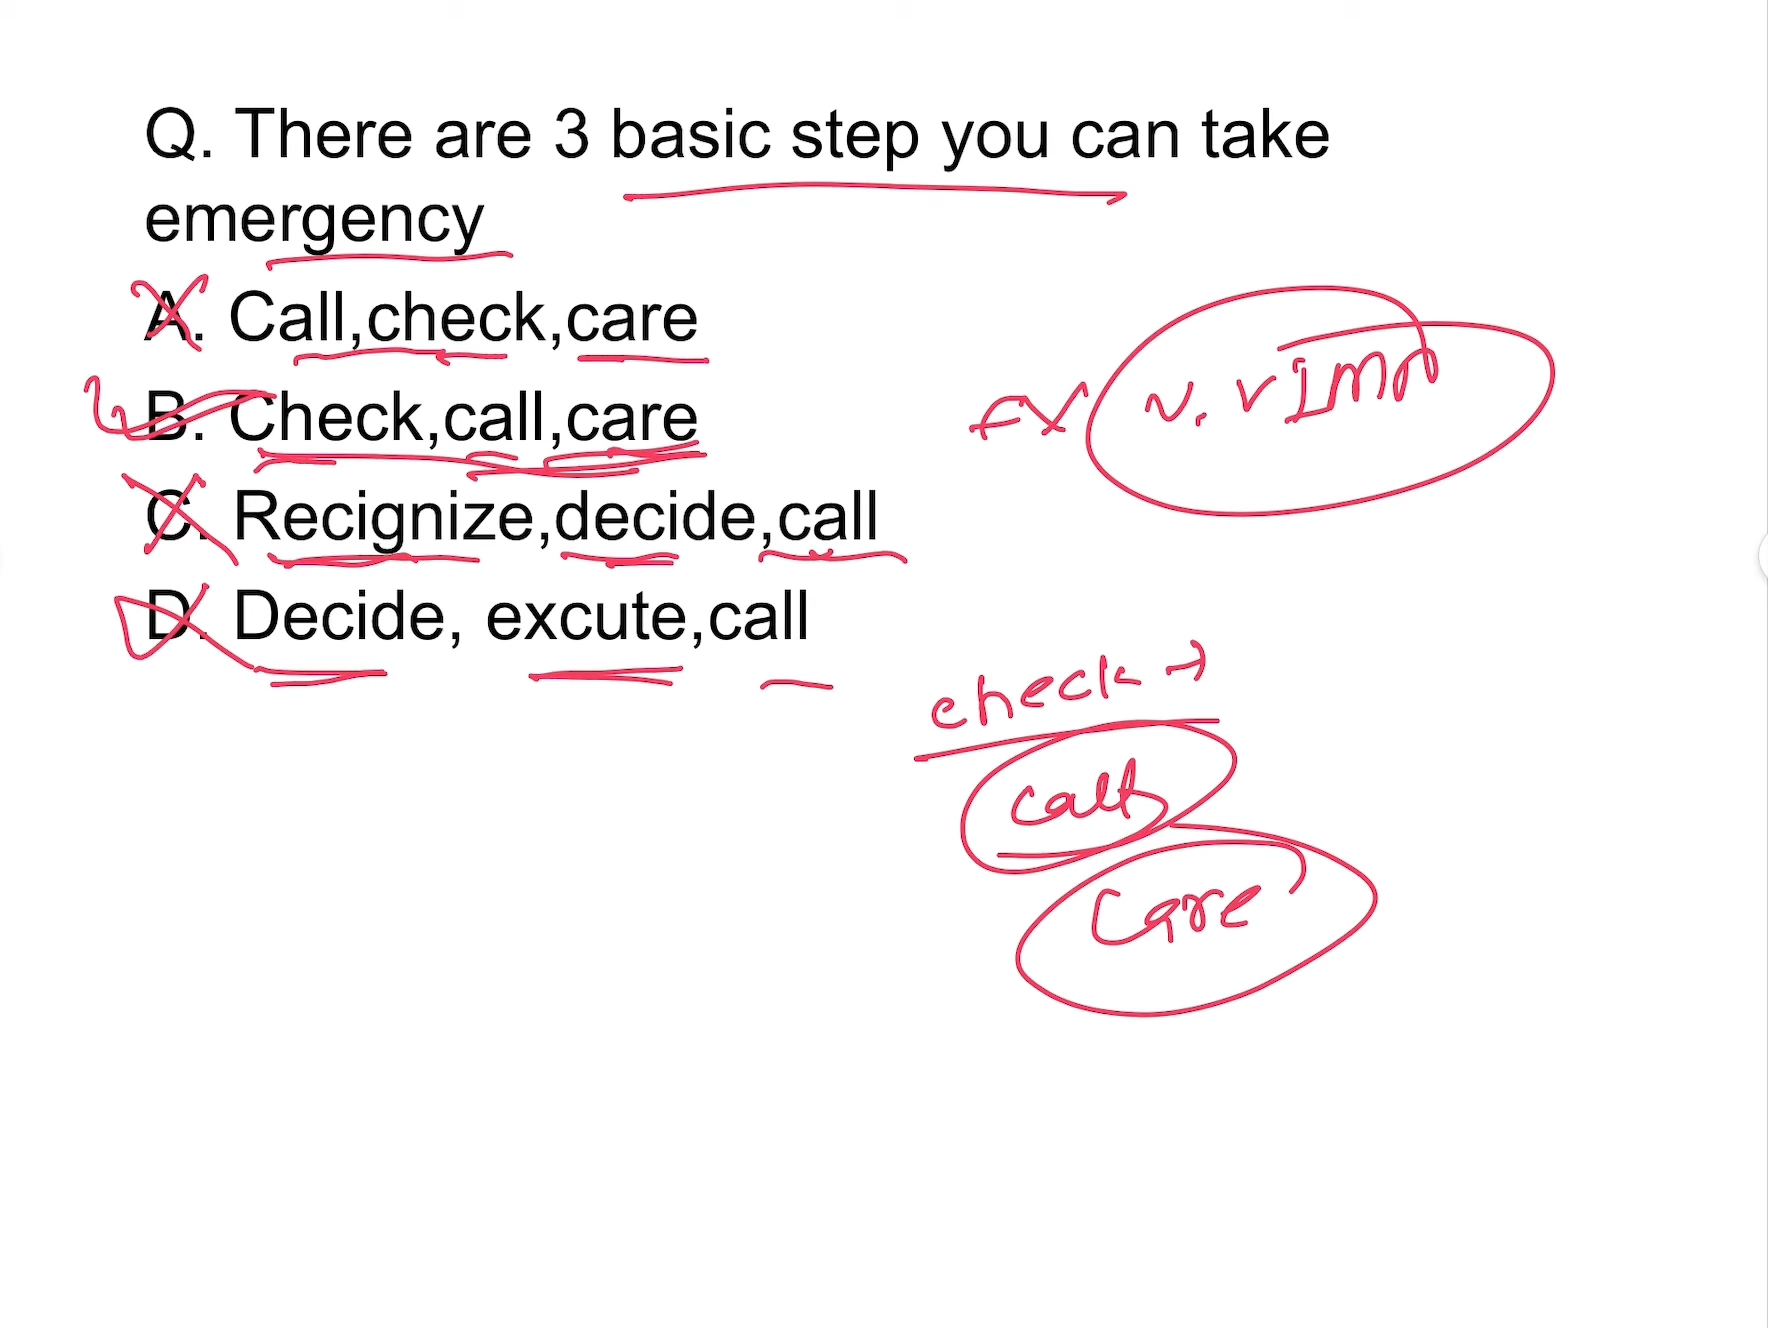 Q. There are 3 basic step you can take
emergency
A. Call,check,care
B. Check,call,care
C. Recignize,decide,call
D. Decide, excute,call
N. V IMP
check →
call
Care